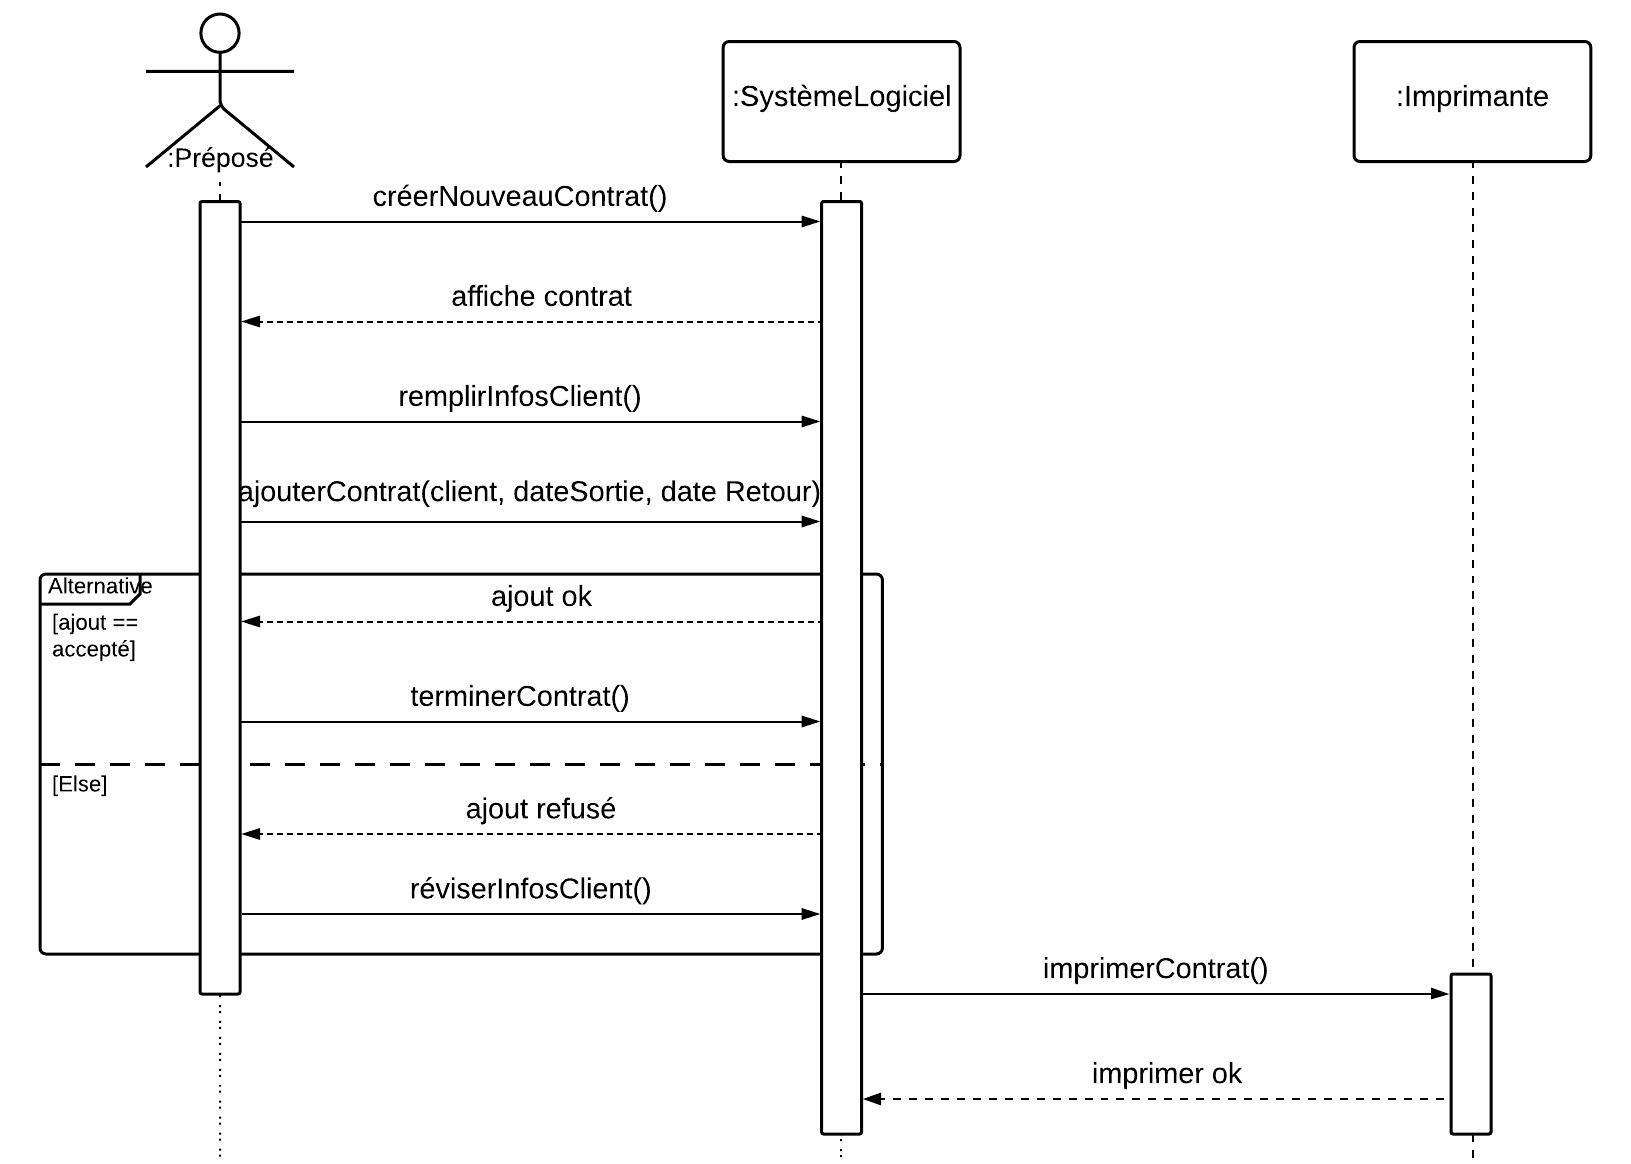 :Préposé
:SystèmeLogiciel
:Imprimante
créerNouveauContrat()
affiche contrat
remplirInfosClient()
ajouterContrat(client, dateSortie, date Retour)
Alternative
ajout ok
[ajout ==
accepté]
terminerContrat()
[Else]
ajout refusé
réviserInfosClient()
imprimerContrat()
imprimer ok